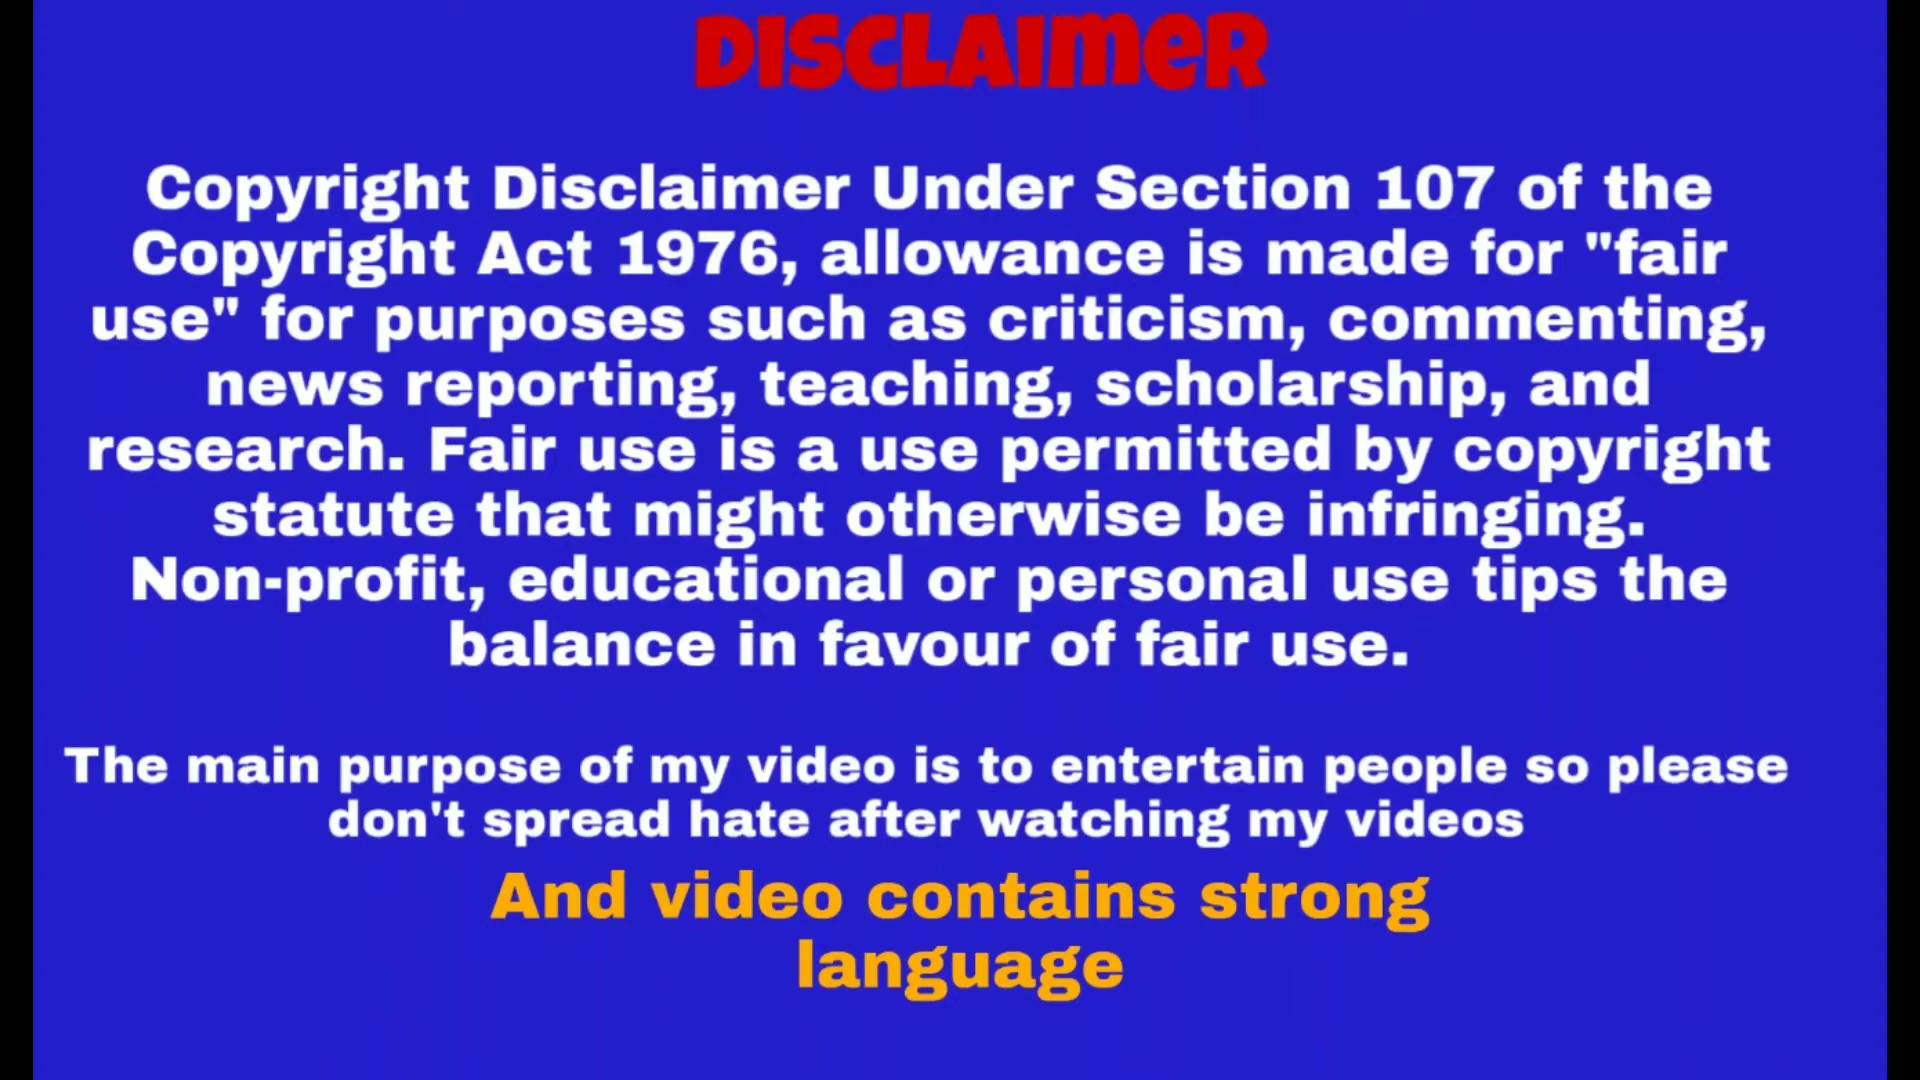 DISCLAIMER
Copyright Disclaimer Under Section 107 of the
Copyright Act 1976, allowance is made for "fair
use" for purposes such as criticism, commenting,
news reporting, teaching, scholarship, and
research. Fair use is a use permitted by copyright
statute that might otherwise be infringing.
Non-profit, educational or personal use tips the
balance in favour of fair use.
The main purpose of my video is to entertain people so please
don't spread hate after watching my videos
And video contains strong
language